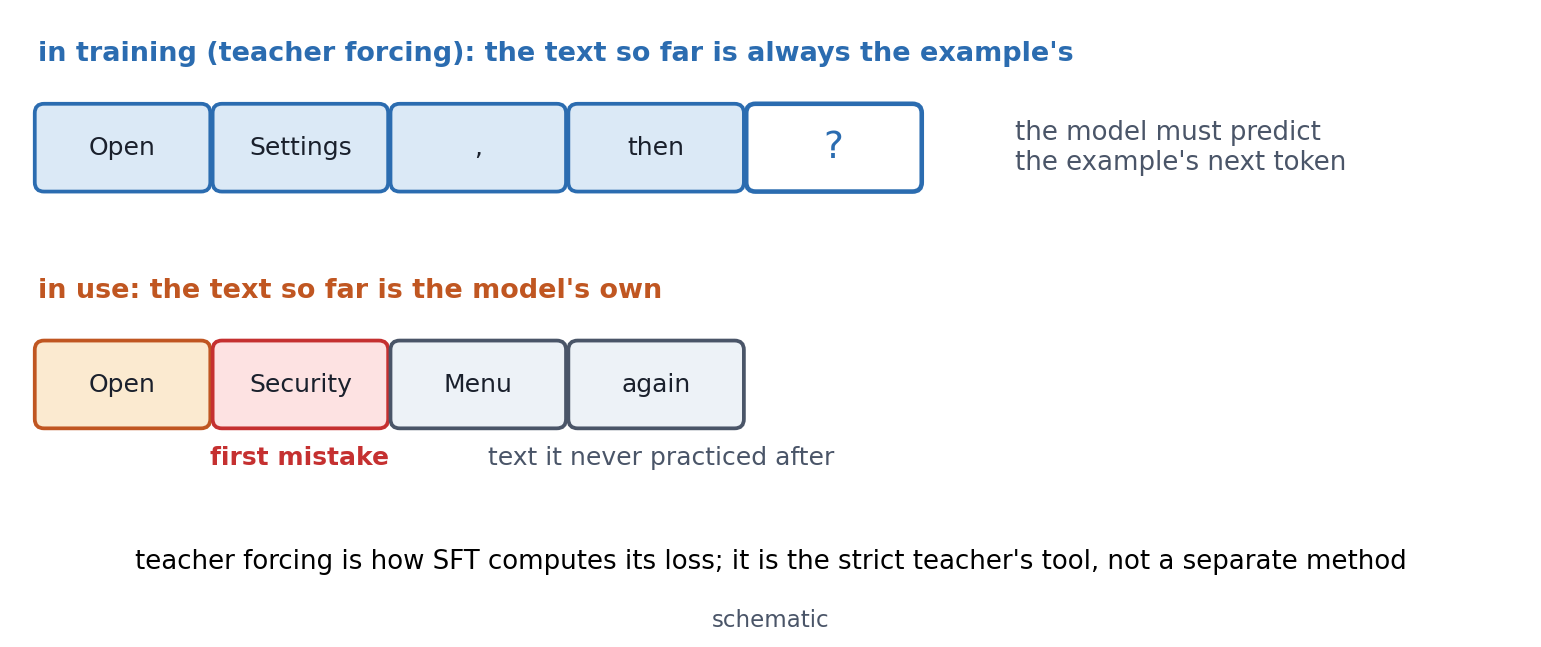 in training (teacher forcing): the text so far is always the example's
Open Settings , then ?
the model must predict
the example's next token
in use: the text so far is the model's own
Open Security Menu again
first mistake text it never practiced after
teacher forcing is how SFT computes its loss; it is the strict teacher's tool, not a separate method
schematic